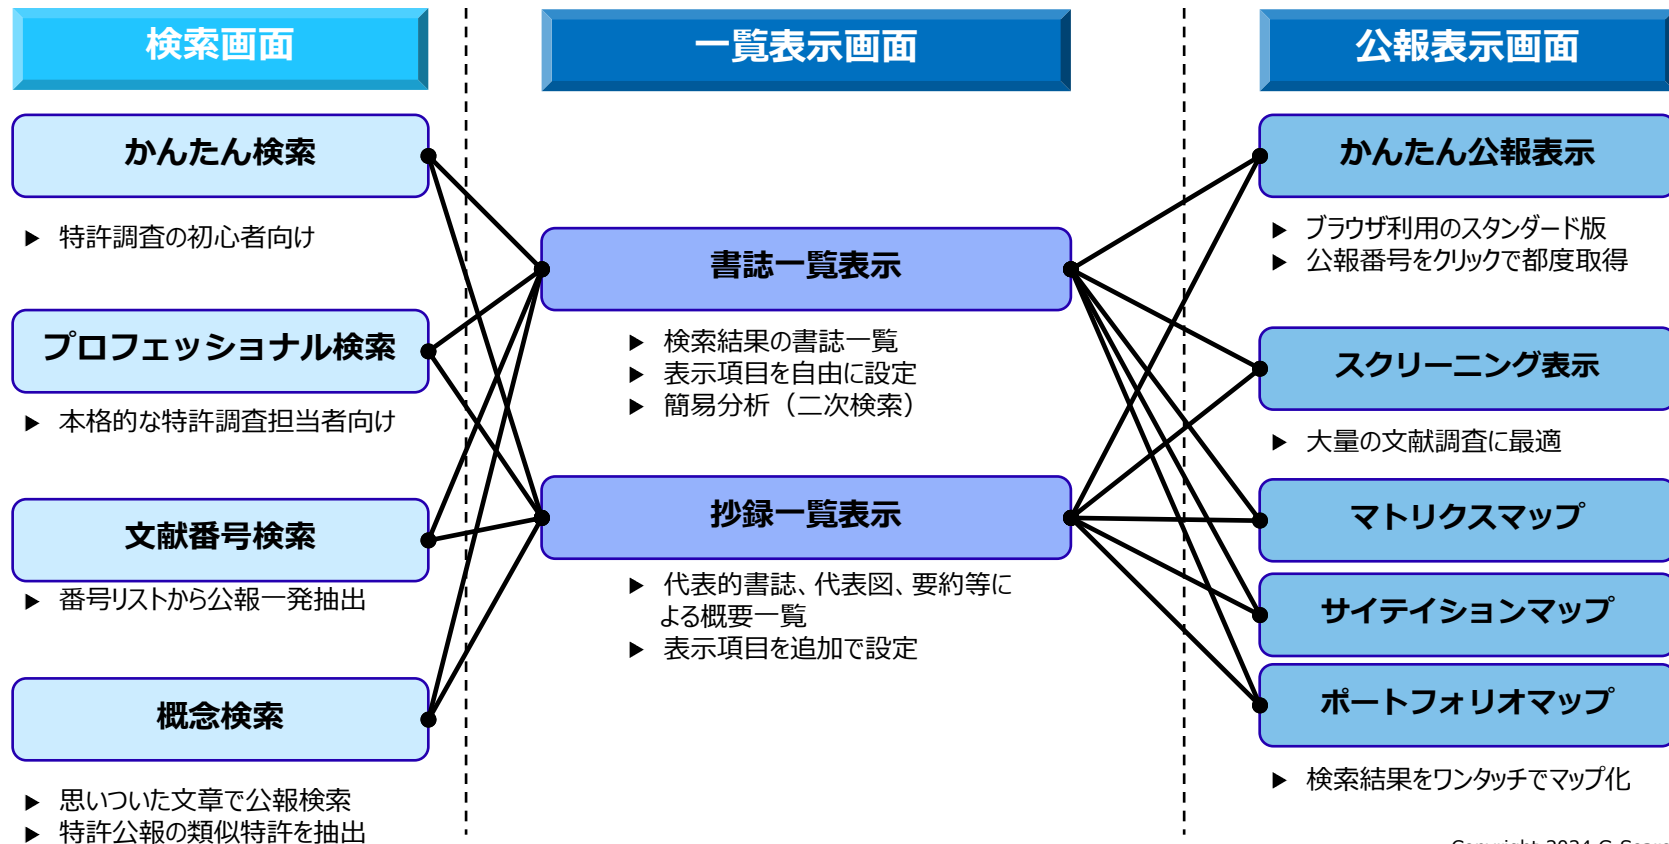 検索画面
一覧表示画面
公報表示画面
かんたん検索
▶ 特許調査の初心者向け
プロフェッショナル検索
▶ 本格的な特許調査担当者向け
文献番号検索
▶ 番号リストから公報一発抽出
概念検索
▶ 思いついた文章で公報検索
▶ 特許公報の類似特許を抽出
書誌一覧表示
▶ 検索結果の書誌一覧
▶ 表示項目を自由に設定
▶ 簡易分析（二次検索）
抄録一覧表示
▶ 代表的書誌、代表図、要約等に
よる概要一覧
▶ 表示項目を追加で設定
かんたん公報表示
▶ ブラウザ利用のスタンダード版
▶ 公報番号をクリックで都度取得
スクリーニング表示
▶ 大量の文献調査に最適
マトリクスマップ
サイテイションマップ
ポートフォリオマップ
▶ 検索結果をワンタッチでマップ化